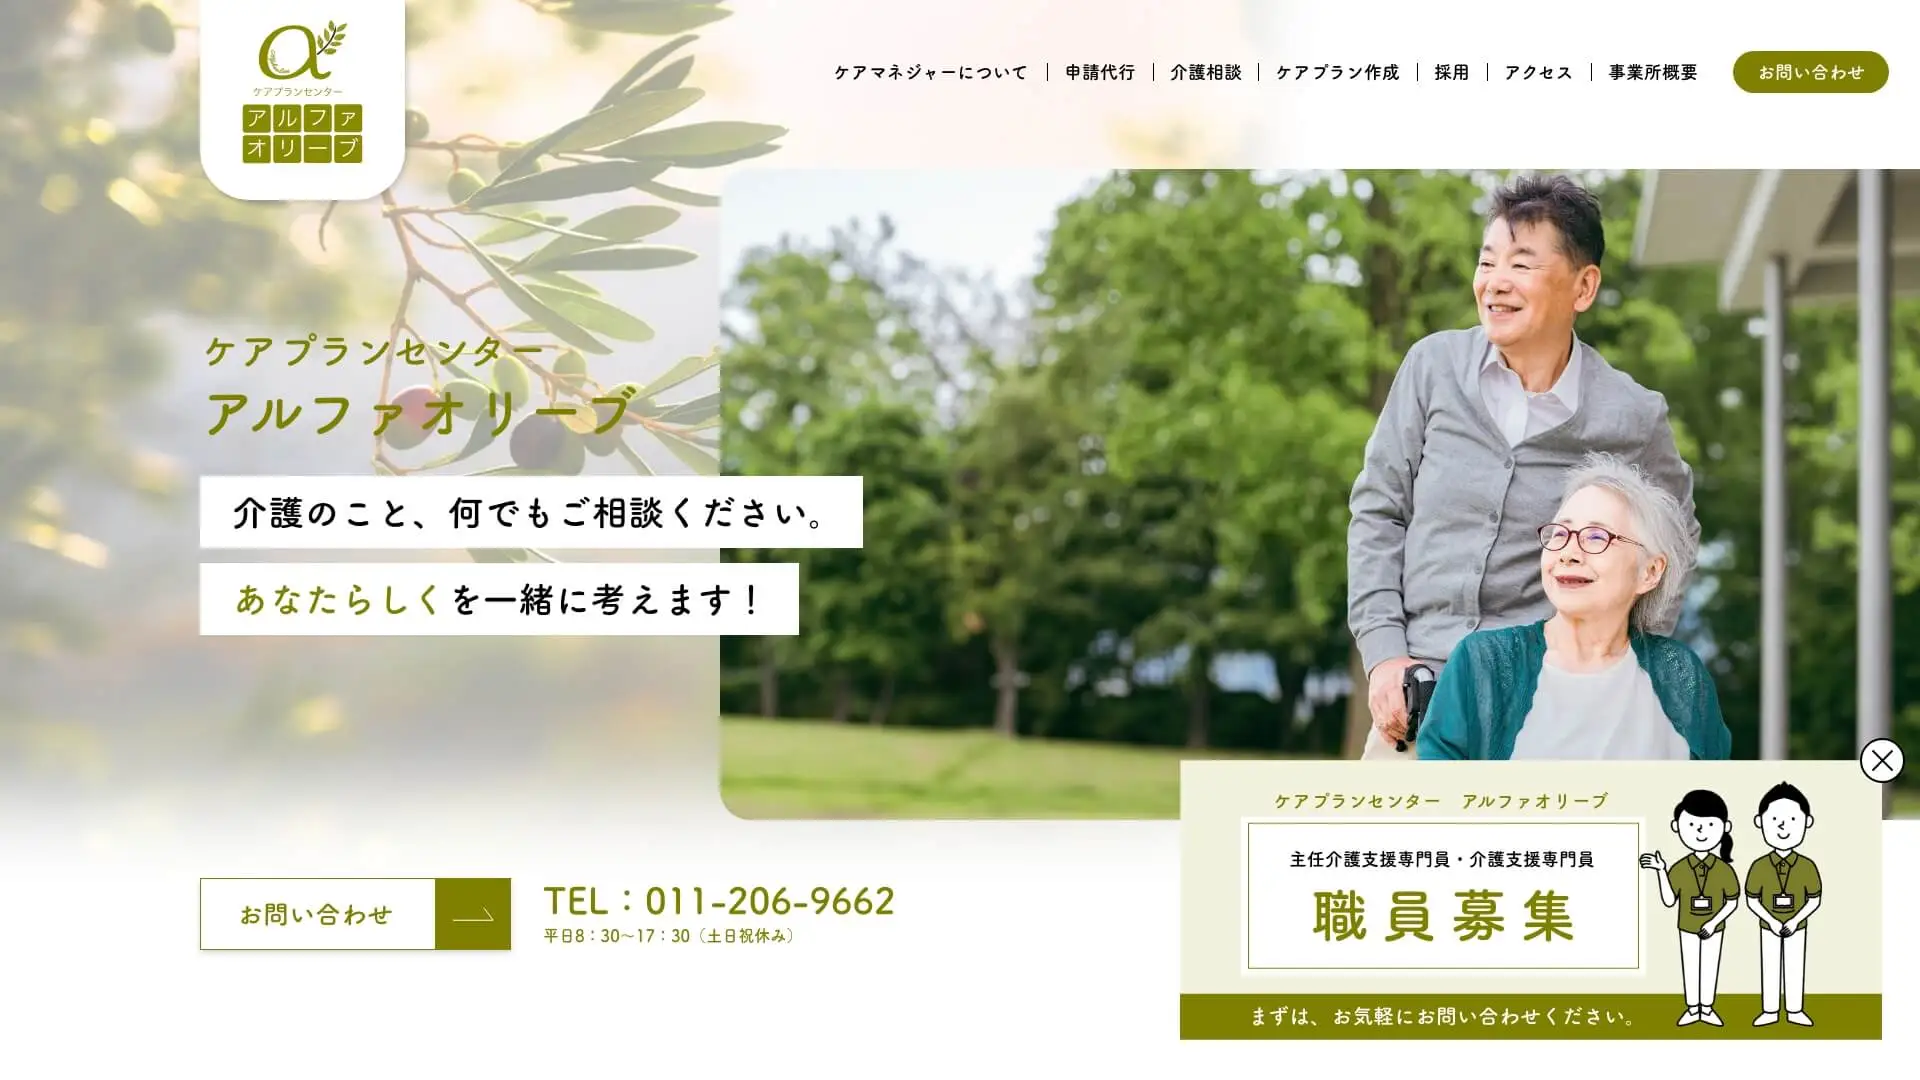 α
ケアプランセンター
アルファ
オリーブ
ケアマネジャーについて
申請代行
介護相談
ケアプラン作成
採用
アクセス
事業所概要
お問い合わせ
ケアプランセンター
アルファオリーブ
介護のこと、何でもご相談ください。
あなたらしくを一緒に考えます！
お問い合わせ
TEL：011-206-9662
平日8：30～17：30（土日祝休み）
ケアプランセンター　アルファオリーブ
主任介護支援専門員・介護支援専門員
職員募集
まずは、お気軽にお問い合わせください。